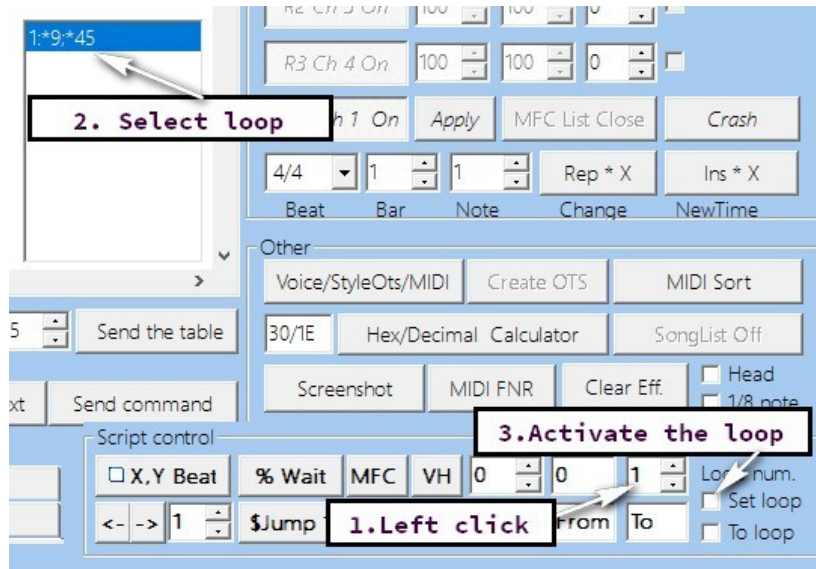 R2 Ch 3 On 100 100 0
1:*9;*45
R3 Ch 4 On 100 100 0
2. Select loop
h 1 On Apply MFC List Close Crash
4/4 1 1 Rep * X Ins * X
Beat Bar Note Change NewTime
Other
Voice/StyleOts/MIDI Create OTS MIDI Sort
5 Send the table
30/1E Hex/Decimal Calculator SongList Off
Screenshot MIDI FNR Clear Eff.
Head
1/8 note
xt Send command
3.Activate the loop
Script control
X,Y Beat % Wait MFC VH 0 0 1 Loop num.
Set loop
<- -> 1 $Jump 1.Left click From To
To loop